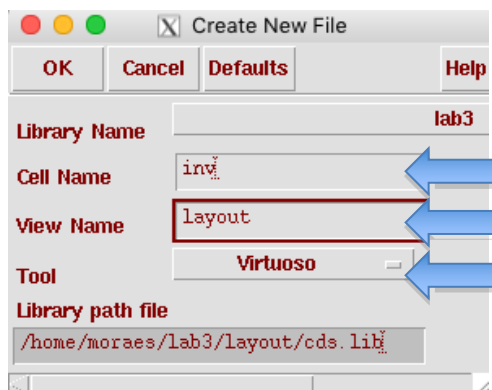 Create New File
OK Cancel Defaults Help
Library Name lab3
Cell Name inv
View Name layout
Tool Virtuoso
Library path file
/home/moraes/lab3/layout/cds.lib